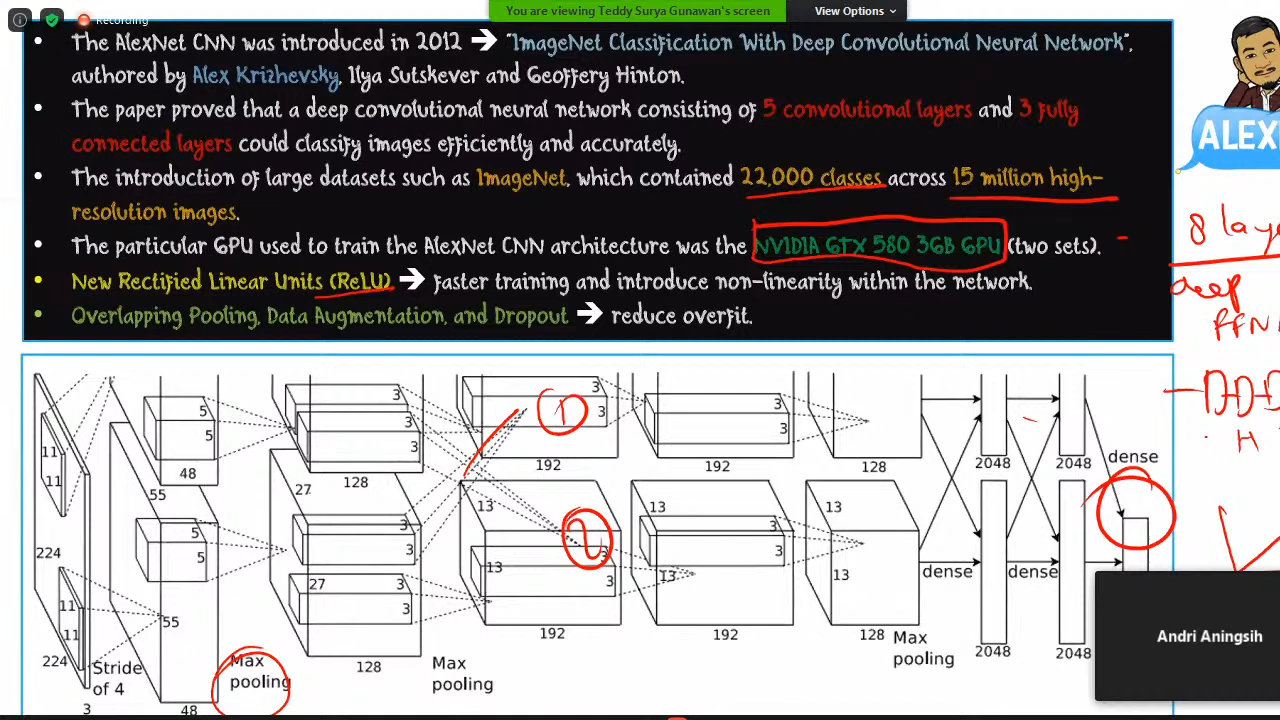 Recording
You are viewing Teddy Surya Gunawan's screen
View Options
• The AlexNet CNN was introduced in 2012 → "ImageNet Classification With Deep Convolutional Neural Network",
authored by Alex Krizhevsky, Ilya Sutskever and Geoffery Hinton.
• The paper proved that a deep convolutional neural network consisting of 5 convolutional layers and 3 fully
connected layers could classify images efficiently and accurately.
• The introduction of large datasets such as ImageNet, which contained 22,000 classes across 15 million high-
resolution images.
• The particular GPU used to train the AlexNet CNN architecture was the NVIDIA GTX 580 3GB GPU (two sets).
• New Rectified Linear Units (ReLU) → faster training and introduce non-linearity within the network.
• Overlapping Pooling, Data Augmentation, and Dropout → reduce overfit.
ALEX
8 laye
deep
FFN
H
1
2
5 3 3 3
5 3 3 3
11 48 128 192 192 128 2048 2048 dense
11
55 27 13 13 13
5 3 3 3
224 5 3 3 3
27 13 13 13
11 3 3
11 55 3 3 dense dense
192 192 128 2048 2048
224 Stride of 4
Max pooling
128
Max pooling
Max pooling
3 48
Andri Aningsih